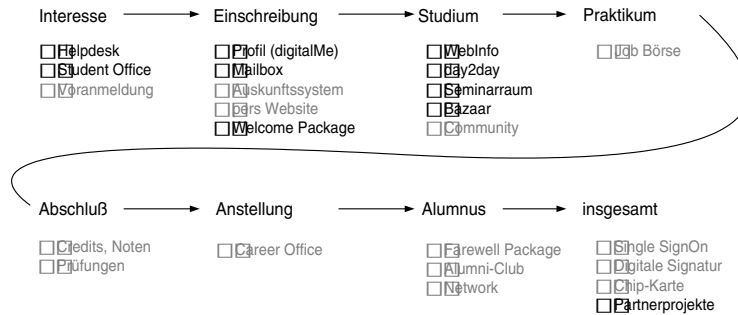 Interesse
Helpdesk
Student Office
Voranmeldung
Einschreibung
Profil (digitalMe)
Mailbox
Auskunftssystem
pers Website
Welcome Package
Studium
WebInfo
day2day
Seminarraum
Bazaar
Community
Praktikum
Job Börse
Abschluß
Credits, Noten
Prüfungen
Anstellung
Career Office
Alumnus
Farewell Package
Alumni-Club
Network
insgesamt
Single SignOn
Digitale Signatur
Chip-Karte
Partnerprojekte